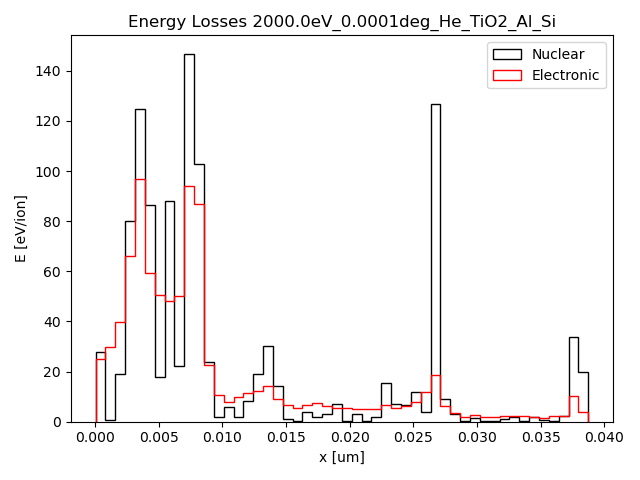 Energy Losses 2000.0eV_0.0001deg_He_TiO2_Al_Si
Nuclear
Electronic
E [eV/ion]
140
120
100
80
60
40
20
0
0.000 0.005 0.010 0.015 0.020 0.025 0.030 0.035 0.040
x [um]